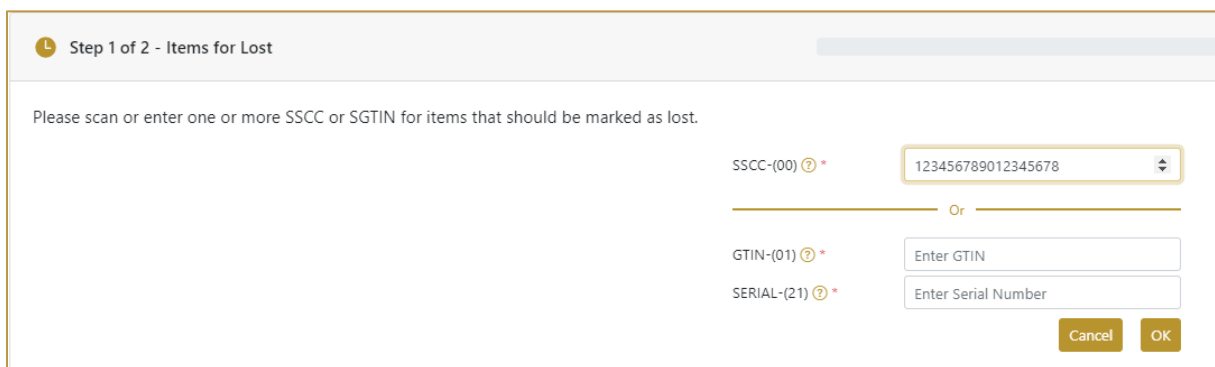 Step 1 of 2 - Items for Lost
Please scan or enter one or more SSCC or SGTIN for items that should be marked as lost.
SSCC-(00) ? * 123456789012345678
Or
GTIN-(01) ? * Enter GTIN
SERIAL-(21) ? * Enter Serial Number
Cancel OK